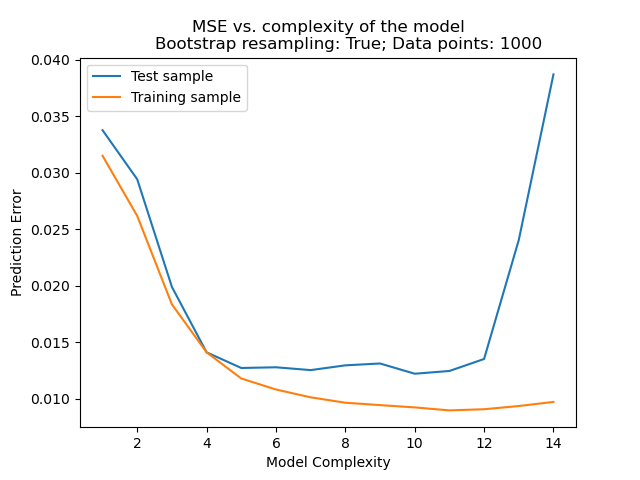 MSE vs. complexity of the model
Bootstrap resampling: True; Data points: 1000
Test sample
Training sample
0.040
0.035
0.030
0.025
0.020
0.015
0.010
Prediction Error
2 4 6 8 10 12 14
Model Complexity